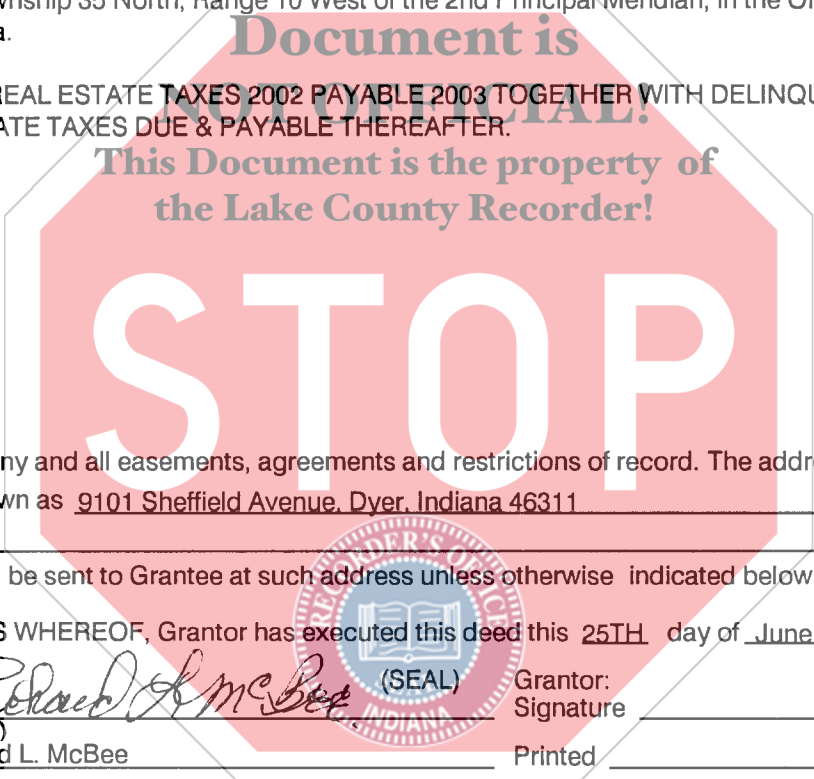 wnship 35 North, Range 10 West of the 2nd Principal Meridian, in the Of
a.
Document is
NOT OFFICIAL!
REAL ESTATE TAXES 2002 PAYABLE 2003 TOGETHER WITH DELINQU
ATE TAXES DUE & PAYABLE THEREAFTER.
This Document is the property of
the Lake County Recorder!
STOP
ny and all easements, agreements and restrictions of record. The addre
wn as 9101 Sheffield Avenue, Dyer, Indiana 46311
be sent to Grantee at such address unless otherwise indicated below
S WHEREOF, Grantor has executed this deed this 25TH day of June
RECORDER'S OFFICE
INDIANA
L. McBee (SEAL) Grantor:
Signature
d L. McBee Printed